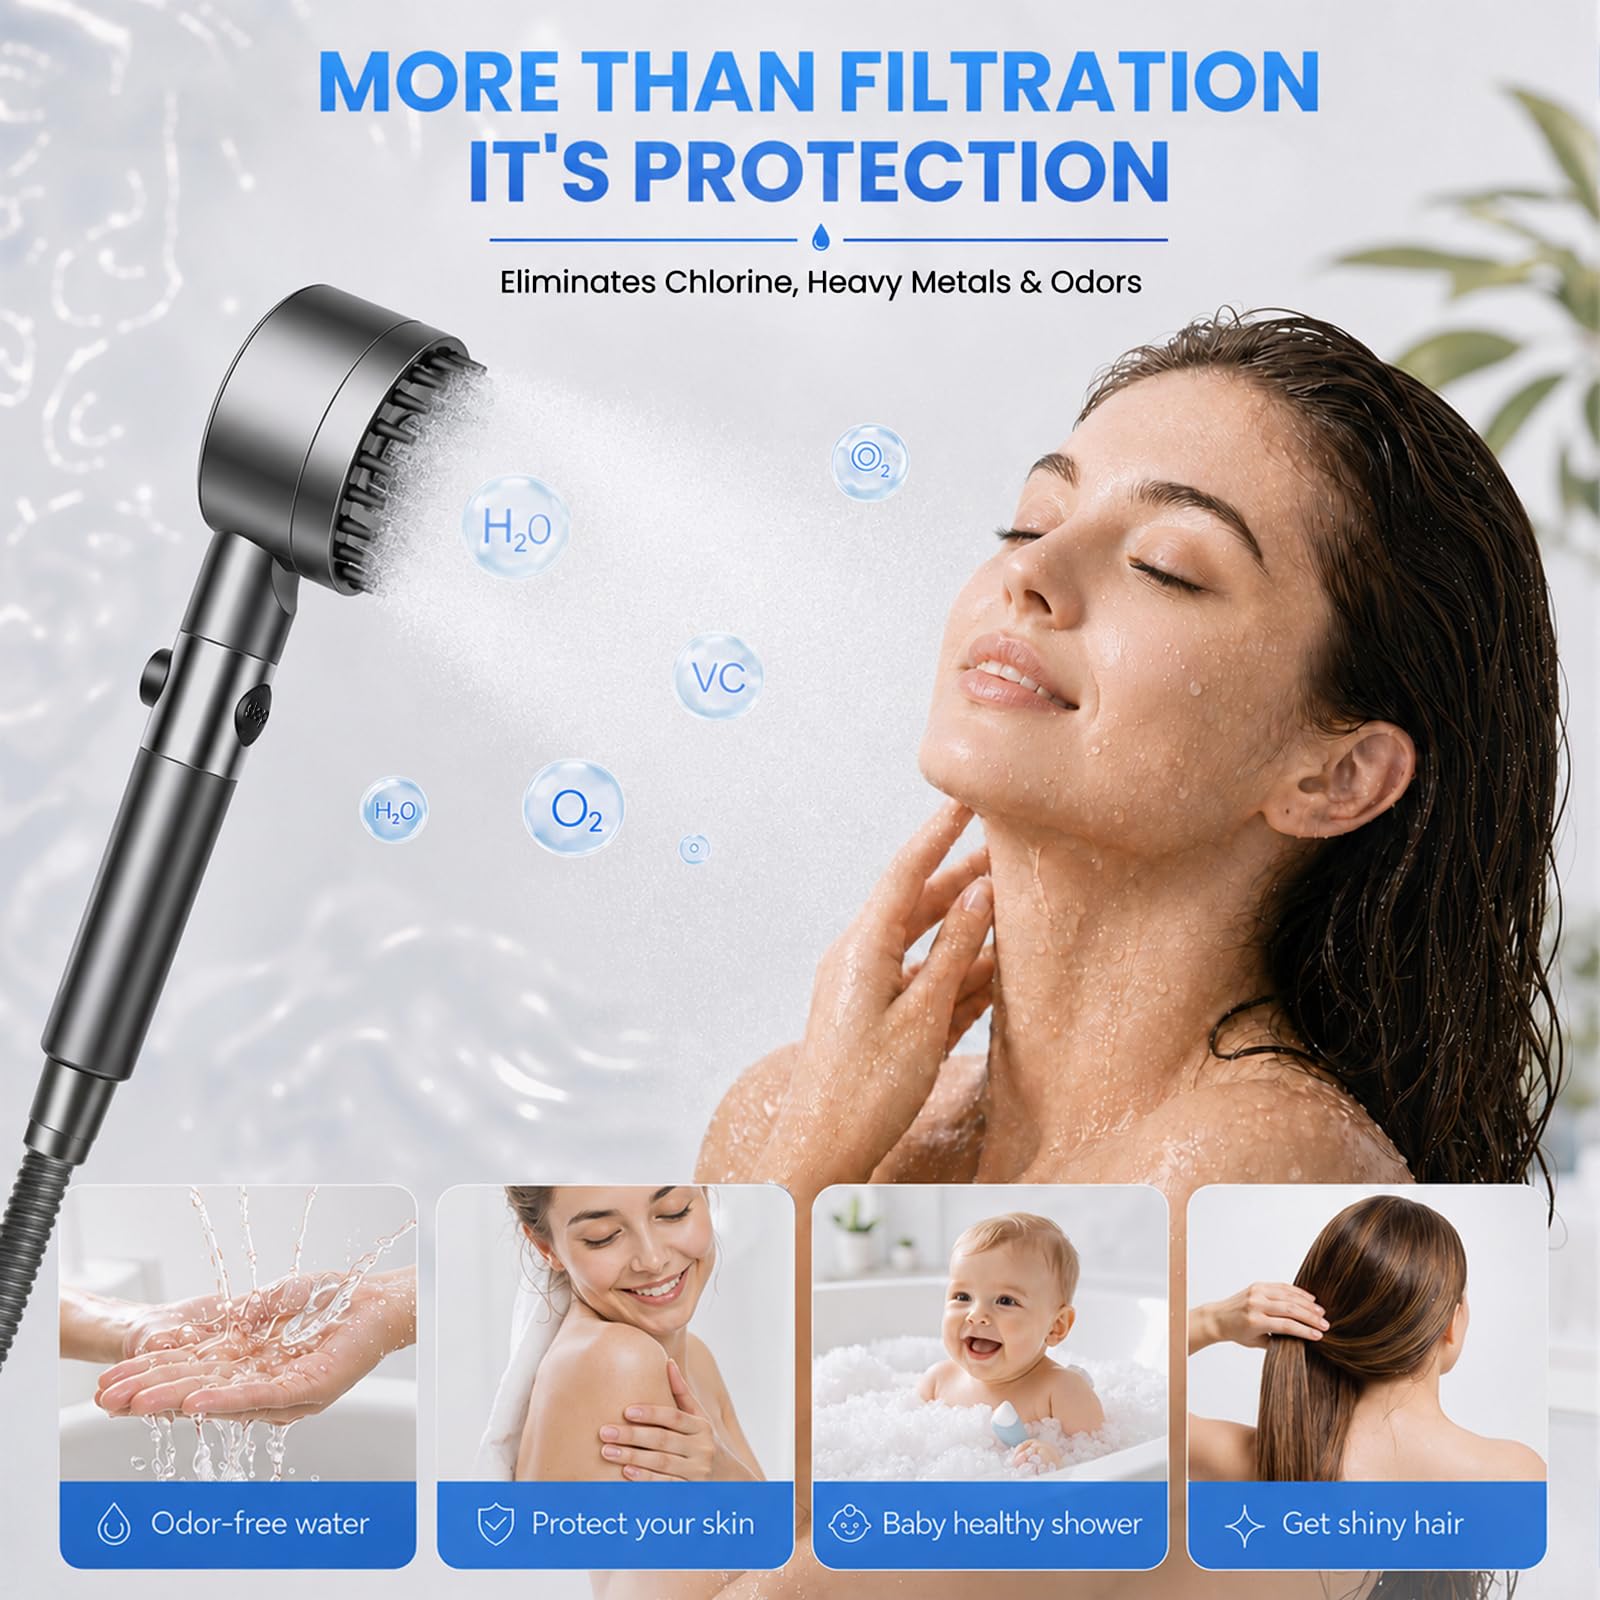 MORE THAN FILTRATION
IT'S PROTECTION
Eliminates Chlorine, Heavy Metals & Odors
O₂
H₂O
VC
stop
H₂O
O₂
O
Odor-free water
Protect your skin
Baby healthy shower
Get shiny hair